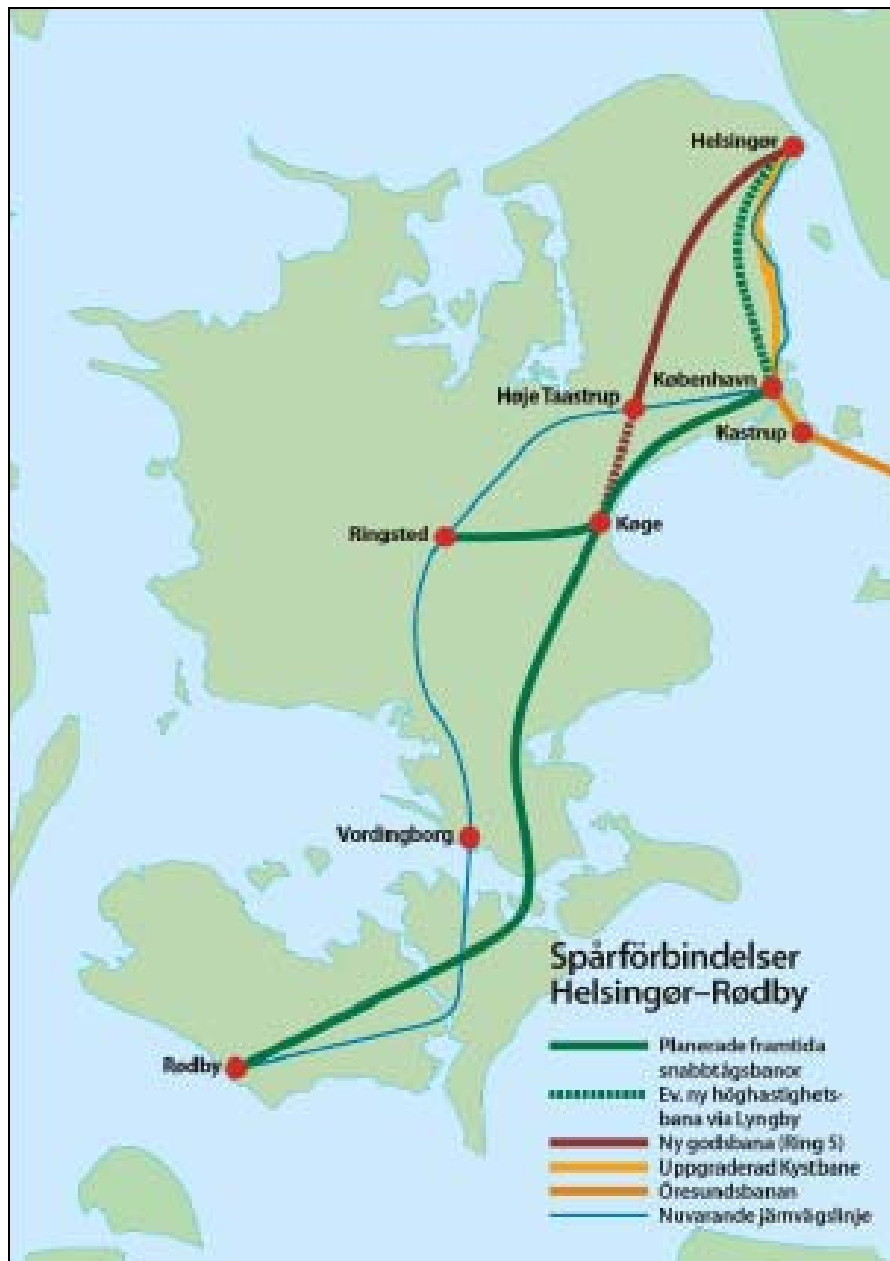 Helsingør
København
Høje Taastrup
Kastrup
Køge
Ringsted
Vordingborg
Rødby
Spårförbindelser
Helsingør–Rødby
Planerade framtida
snabbtågsbanor
Ev. ny höghastighets-
bana via Lyngby
Ny godsbana (Ring 5)
Uppgraderad Kystbane
Öresundsbanan
Nuvarande järnvägslinje